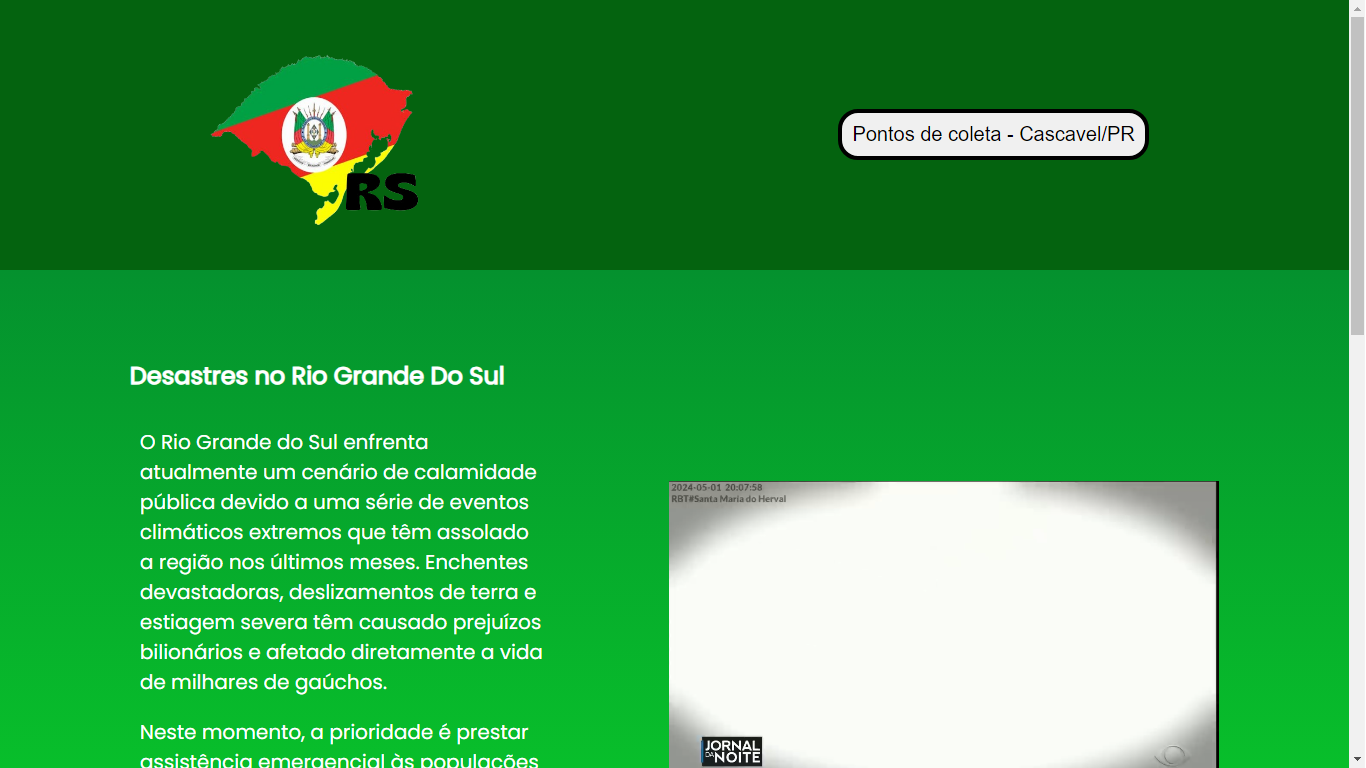 RS
Pontos de coleta - Cascavel/PR
Desastres no Rio Grande Do Sul
O Rio Grande do Sul enfrenta
atualmente um cenário de calamidade
pública devido a uma série de eventos
climáticos extremos que têm assolado
a região nos últimos meses. Enchentes
devastadoras, deslizamentos de terra e
estiagem severa têm causado prejuízos
bilionários e afetado diretamente a vida
de milhares de gaúchos.
Neste momento, a prioridade é prestar
assistência emergencial às populações
2024-05-01 20:07:58
RBT#Santa Maria do Herval
JORNAL
DA NOITE